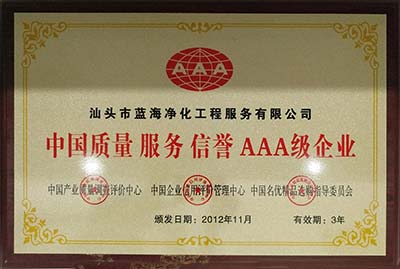 AAA
汕头市蓝海净化工程服务有限公司
中国质量 服务 信誉 AAA级企业
中国产业质量调查评价中心 中国企业信用评价管理中心 中国名优精品选购指导委员会
颁发日期：2012年11月 有效期：3年